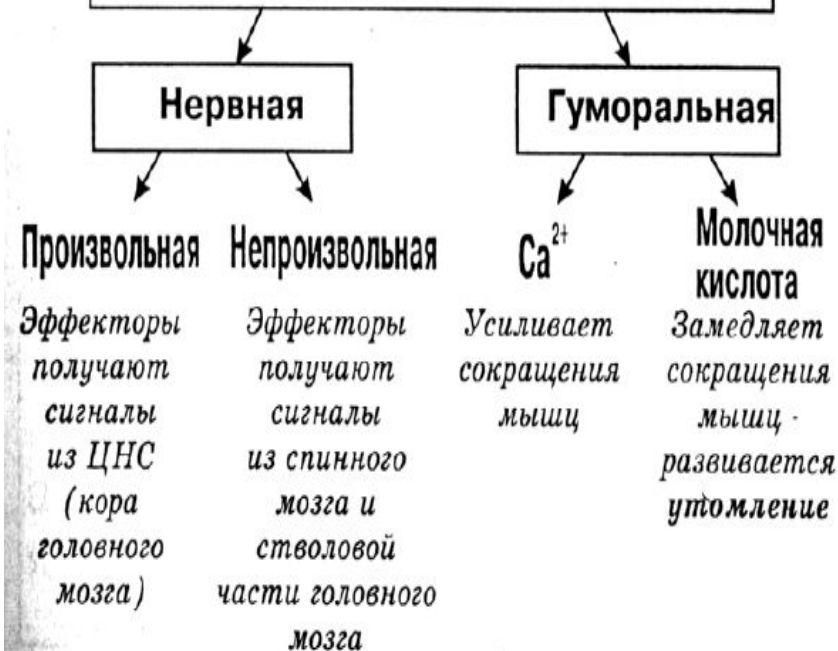 Нервная
Гуморальная
Произвольная
Эффекторы
получают
сигналы
из ЦНС
(кора
головного
мозга)
Непроизвольная
Эффекторы
получают
сигналы
из спинного
мозга и
стволовой
части головного
мозга
Ca²⁺
Усиливает
сокращения
мышц
Молочная
кислота
Замедляет
сокращения
мышц -
развивается
утомление